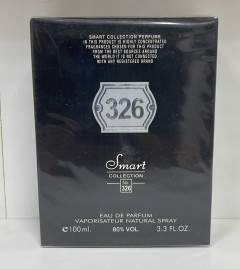 SMART COLLECTION PERFUME
IN THIS PRODUCT IS HIGHLY CONCENTRATED
FRAGRANCES CHOSEN FOR THIS PRODUCT
FROM THE BEST SOURCES AROUND
THE WORLD IT IS NOT CONNECTED
WITH ANY REGISTERED BRAND
326
Smart
COLLECTION
No.
326
EAU DE PARFUM
VAPORISATEUR NATURAL SPRAY
℮100ml. 80% VOL. 3.3 FL.OZ.